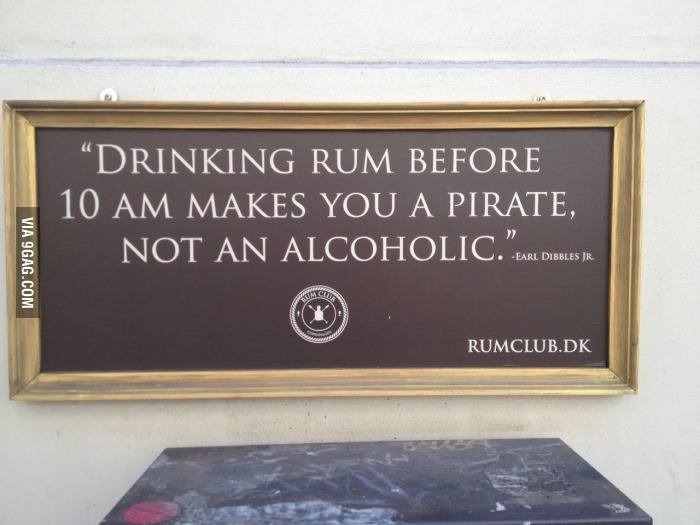 “DRINKING RUM BEFORE
10 AM MAKES YOU A PIRATE,
NOT AN ALCOHOLIC.”
-EARL DIBBLES JR.
RUM CLUB
RUMCLUB.DK
VIA 9GAG.COM